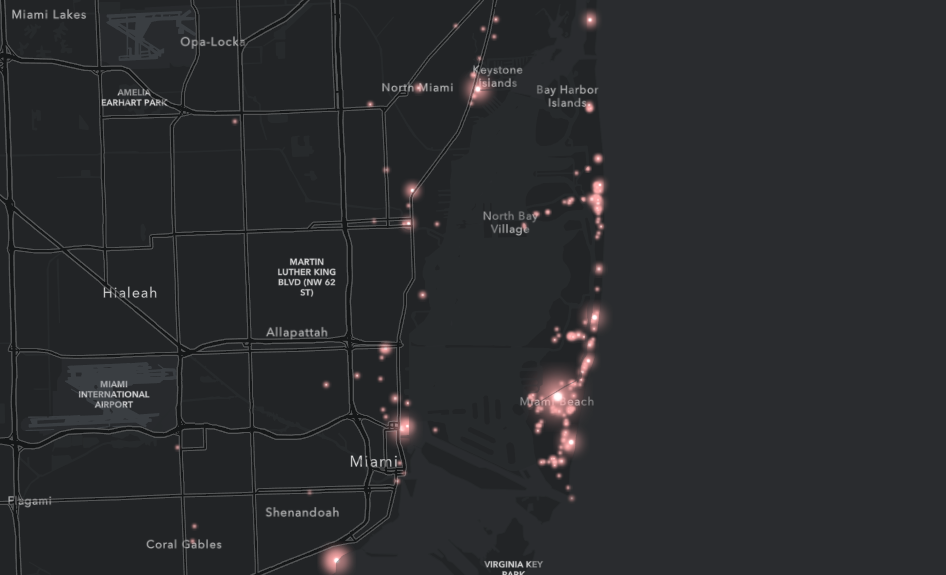 Miami Lakes
Opa-Locka
Keystone
Islands
North Miami
AMELIA
EARHART PARK
Bay Harbor
Islands
North Bay
Village
MARTIN
LUTHER KING
BLVD (NW 62
ST)
Hialeah
Allapattah
MIAMI
INTERNATIONAL
AIRPORT
Miami Beach
Miami
Flagami
Shenandoah
Coral Gables
VIRGINIA KEY
PARK